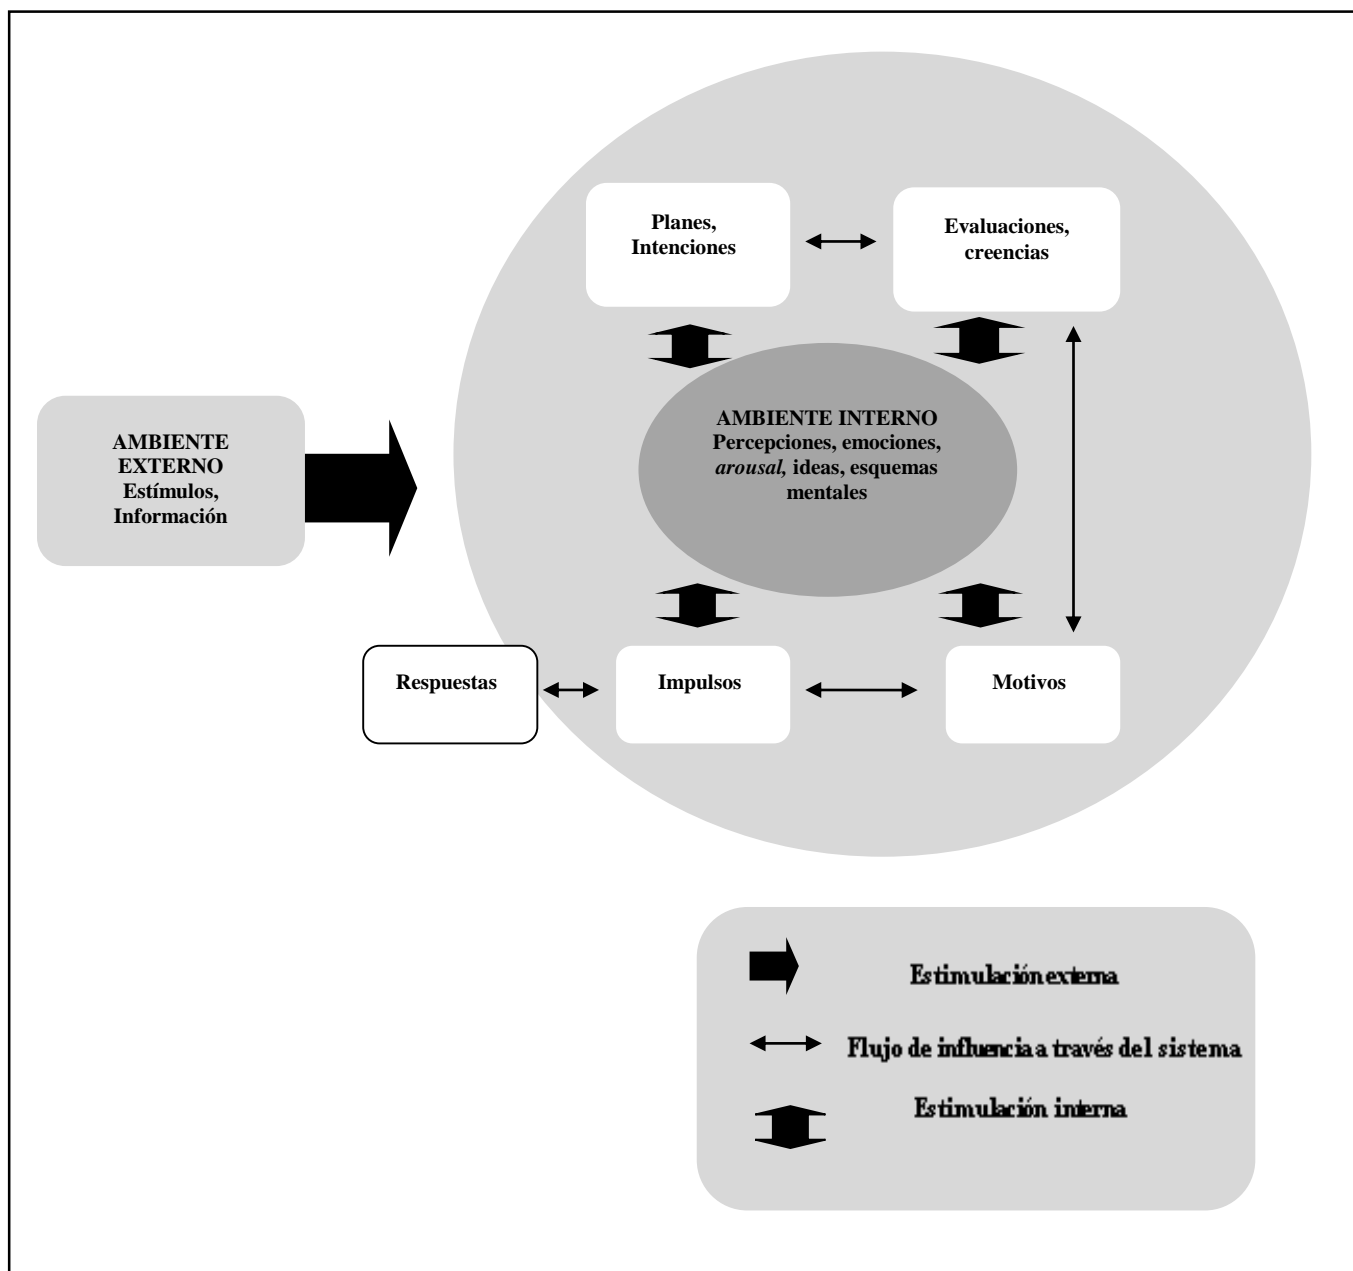 Planes,
Intenciones
Evaluaciones,
creencias
AMBIENTE
EXTERNO
Estímulos,
Información
AMBIENTE INTERNO
Percepciones, emociones,
arousal, ideas, esquemas
mentales
Respuestas
Impulsos
Motivos
Estimulación externa
Flujo de influencia a través del sistema
Estimulación interna